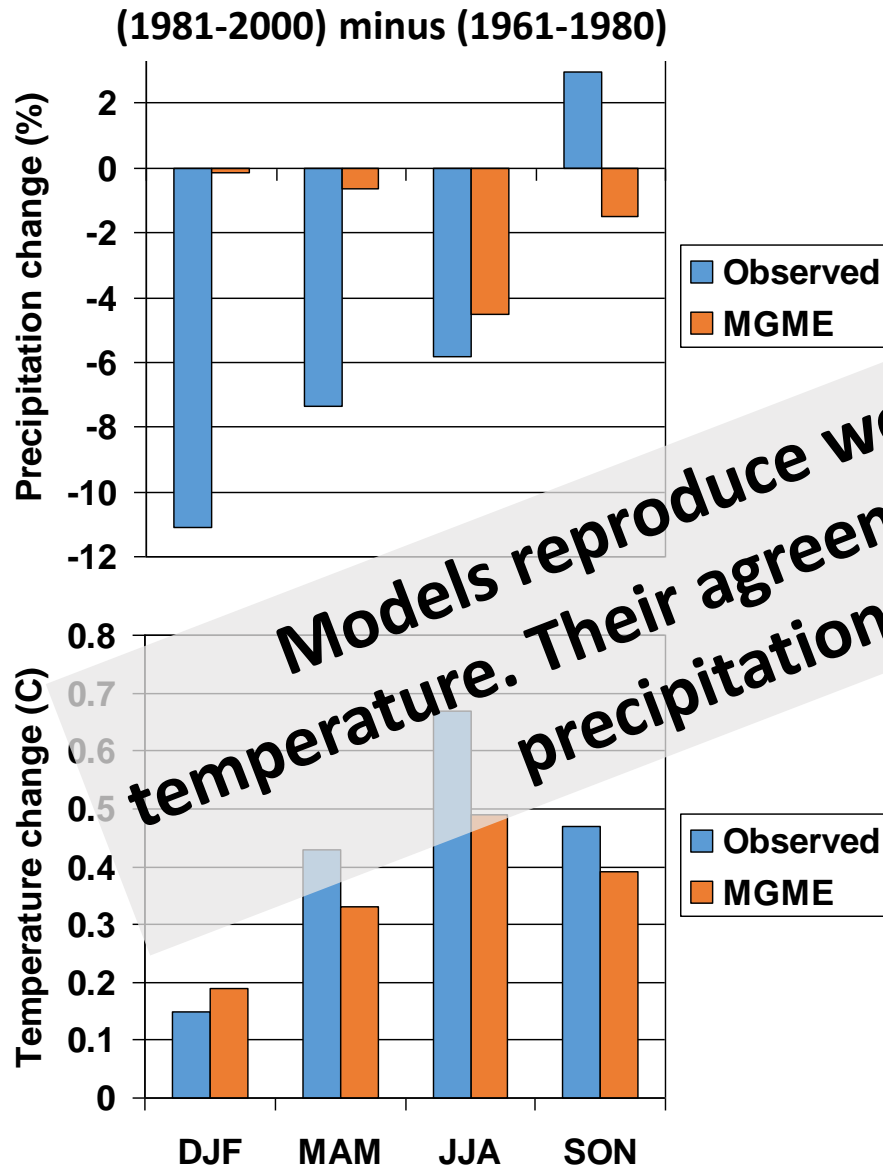 (1981-2000) minus (1961-1980)
Precipitation change (%)
2
0
-2
-4
-6
-8
-10
-12
Observed
MGME
Models reproduce
temperature. Their
precipitation
Temperature change (C)
0.8
0.7
0.6
0.5
0.4
0.3
0.2
0.1
0
Observed
MGME
DJF MAM JJA SON